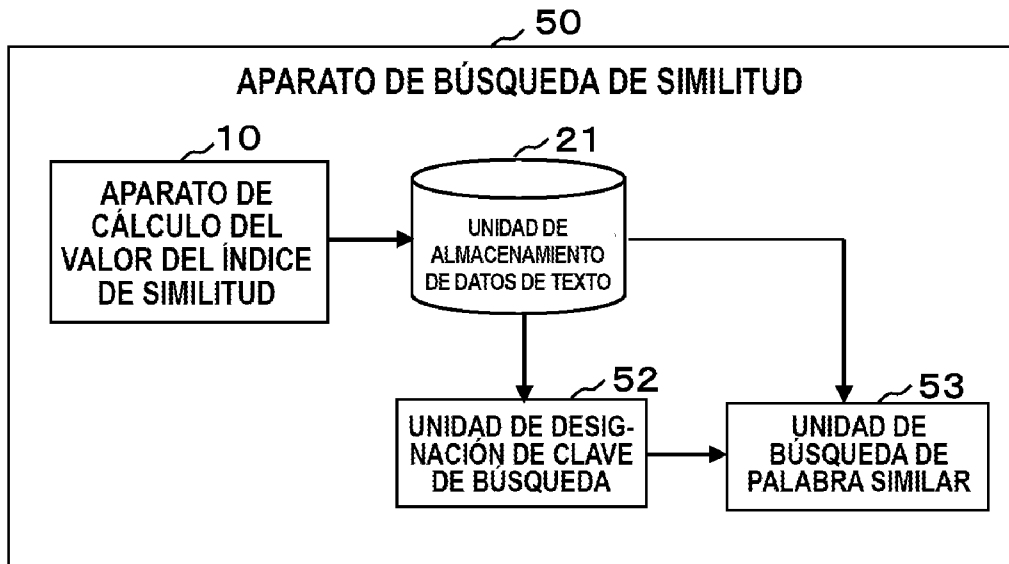 50
APARATO DE BÚSQUEDA DE SIMILITUD
10
APARATO DE
CÁLCULO DEL
VALOR DEL ÍNDICE
DE SIMILITUD
21
UNIDAD DE
ALMACENAMIENTO
DE DATOS DE TEXTO
52
UNIDAD DE DESIG-
NACIÓN DE CLAVE
DE BÚSQUEDA
53
UNIDAD DE
BÚSQUEDA DE
PALABRA SIMILAR